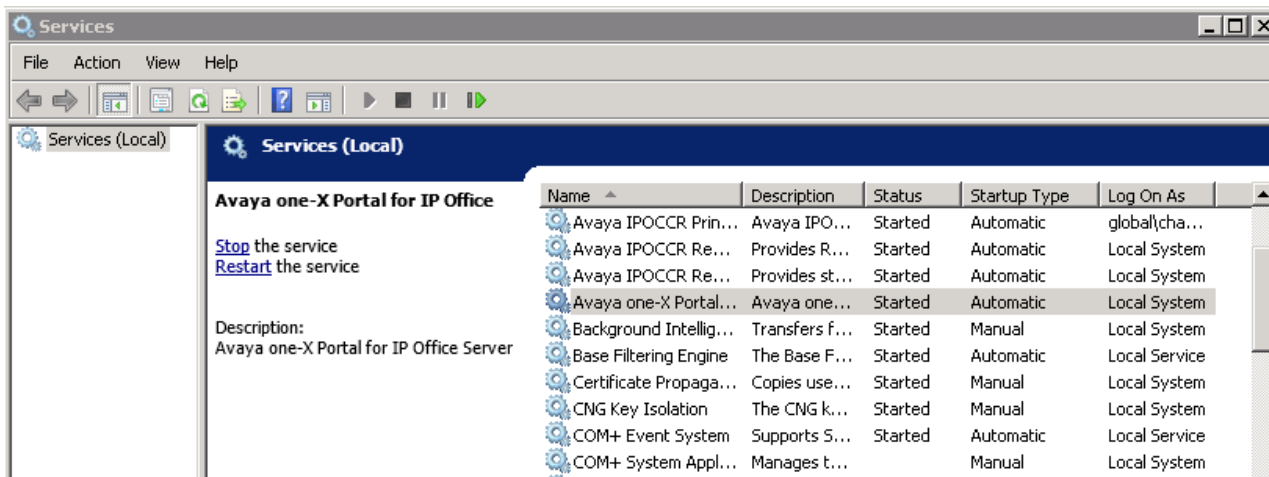 Services
File Action View Help
Services (Local)
Services (Local)
Avaya one-X Portal for IP Office
Stop the service
Restart the service
Description:
Avaya one-X Portal for IP Office Server
Name Description Status Startup Type Log On As
Avaya IPOCCR Prin... Avaya IPO... Started Automatic global\cha...
Avaya IPOCCR Re... Provides R... Started Automatic Local System
Avaya IPOCCR Re... Provides st... Started Automatic Local System
Avaya one-X Portal... Avaya one... Started Automatic Local System
Background Intellig... Transfers f... Started Manual Local System
Base Filtering Engine The Base F... Started Automatic Local Service
Certificate Propaga... Copies use... Started Manual Local System
CNG Key Isolation The CNG k... Started Manual Local System
COM+ Event System Supports S... Started Automatic Local Service
COM+ System Appl... Manages t... Manual Local System